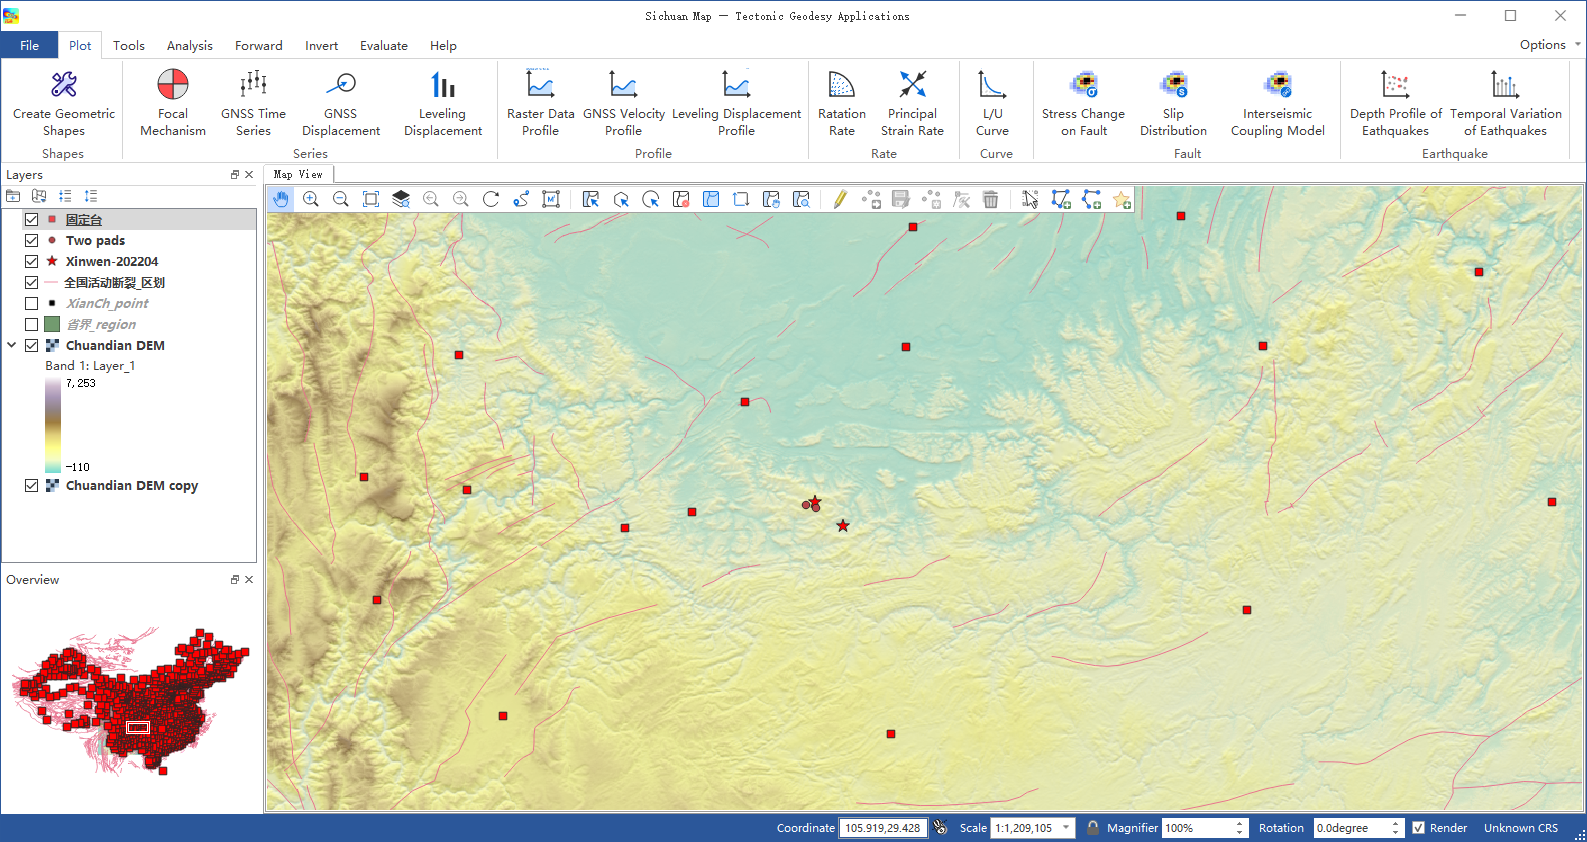 Sichuan Map — Tectonic Geodesy Applications
File Plot Tools Analysis Forward Invert Evaluate Help Options
Create Geometric Shapes
Focal Mechanism
GNSS Time Series
GNSS Displacement
Leveling Displacement
Raster Data Profile
GNSS Velocity Profile
Leveling Displacement Profile
Ratation Rate
Principal Strain Rate
L/U Curve
Stress Change on Fault
Slip Distribution
Interseismic Coupling Model
Depth Profile of Eathquakes
Temporal Variation of Eathquakes
Shapes Series Profile Rate Curve Fault Earthquake
Layers
Map View
固定台
Two pads
Xinwen-202204
全国活动断裂_区划
XianCh_point
省界_region
Chuandian DEM
Band 1: Layer_1
7,253
-110
Chuandian DEM copy
Overview
Coordinate 105.919,29.428 Scale 1:1,209,105 Magnifier 100% Rotation 0.0degree Render Unknown CRS